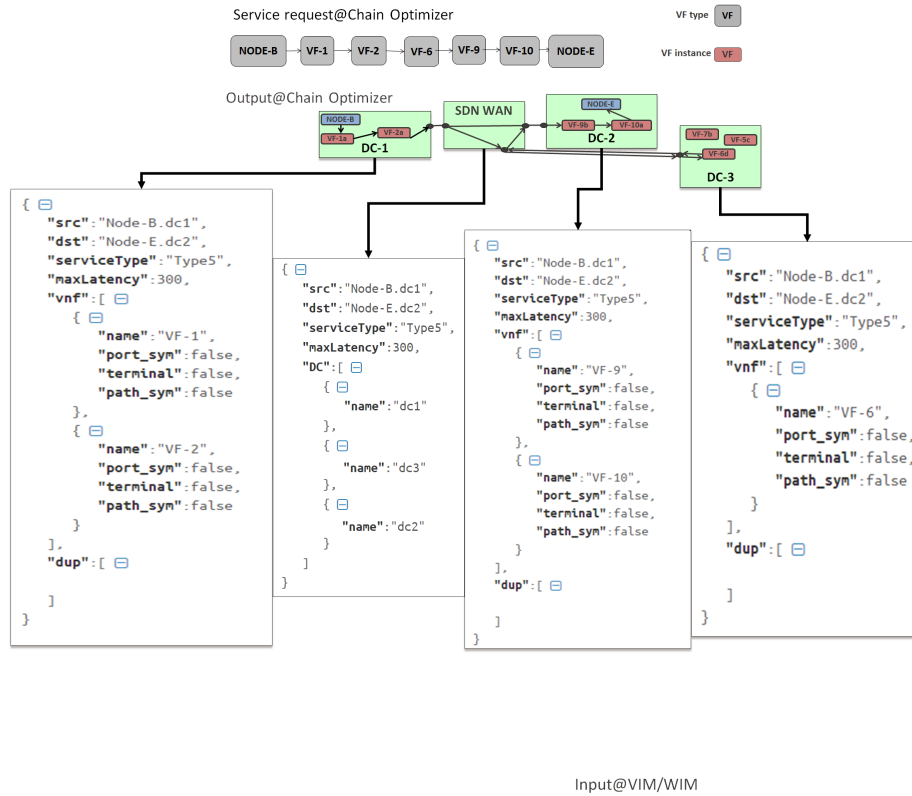 Service request@Chain Optimizer
VF type VF
NODE-B VF-1 VF-2 VF-6 VF-9 VF-10 NODE-E
VF instance VF
Output@Chain Optimizer
NODE-B
VF-1a
VF-2a
DC-1
SDN WAN
NODE-E
VF-9b
VF-10a
DC-2
VF-7b
VF-5c
VF-6d
DC-3
{
"src":"Node-B.dc1",
"dst":"Node-E.dc2",
"serviceType":"Type5",
"maxLatency":300,
"vnf":[
{
"name":"VF-1",
"port_sym":false,
"terminal":false,
"path_sym":false
},
{
"name":"VF-2",
"port_sym":false,
"terminal":false,
"path_sym":false
}
],
"dup":[
]
}
{
"src":"Node-B.dc1",
"dst":"Node-E.dc2",
"serviceType":"Type5",
"maxLatency":300,
"DC":[
{
"name":"dc1"
},
{
"name":"dc3"
},
{
"name":"dc2"
}
]
}
{
"src":"Node-B.dc1",
"dst":"Node-E.dc2",
"serviceType":"Type5",
"maxLatency":300,
"vnf":[
{
"name":"VF-9",
"port_sym":false,
"terminal":false,
"path_sym":false
},
{
"name":"VF-10",
"port_sym":false,
"terminal":false,
"path_sym":false
}
],
"dup":[
]
}
{
"src":"Node-B.dc1",
"dst":"Node-E.dc2",
"serviceType":"Type5",
"maxLatency":300,
"vnf":[
{
"name":"VF-6",
"port_sym":false,
"terminal":false,
"path_sym":false
}
],
"dup":[
]
}
Input@VIM/WIM